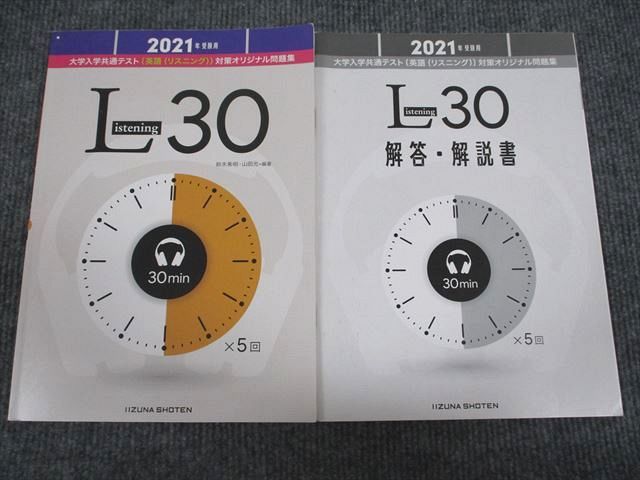 2021年受験用
大学入学共通テスト〔英語（リスニング）〕対策オリジナル問題集
Listening 30
鈴木希明・山田光=編著
30min
×5回
IIZUNA SHOTEN
2021年受験用
大学入学共通テスト〔英語（リスニング）〕対策オリジナル問題集
Listening 30
解答・解説書
30min
×5回
IIZUNA SHOTEN